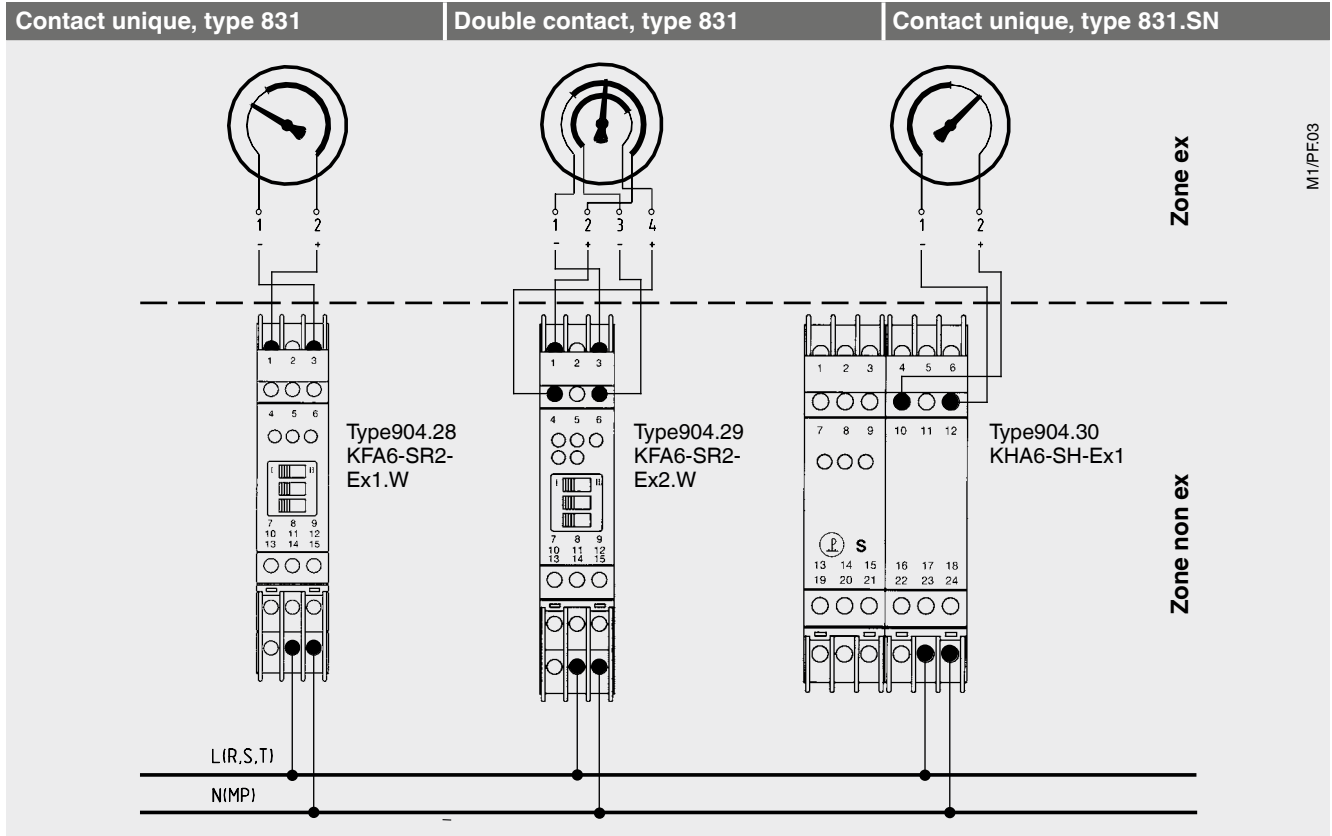 Contact unique, type 831
Double contact, type 831
Contact unique, type 831.SN
1 2
- +
1 2 3 4
- + - +
1 2
- +
Zone ex
M1/PF.03
1 2 3
4 5 6
I II
7 8 9
10 11 12
13 14 15
Type904.28
KFA6-SR2-
Ex1.W
1 2 3
4 5 6
I II
7 8 9
10 11 12
13 14 15
Type904.29
KFA6-SR2-
Ex2.W
1 2 3 4 5 6
7 8 9 10 11 12
S
13 14 15 16 17 18
19 20 21 22 23 24
Type904.30
KHA6-SH-Ex1
Zone non ex
L(R,S,T)
N(MP)